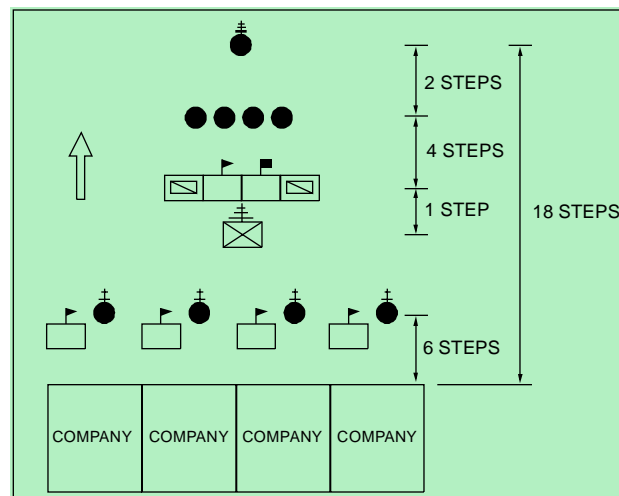 2 STEPS
4 STEPS
1 STEP
18 STEPS
6 STEPS
COMPANY COMPANY COMPANY COMPANY